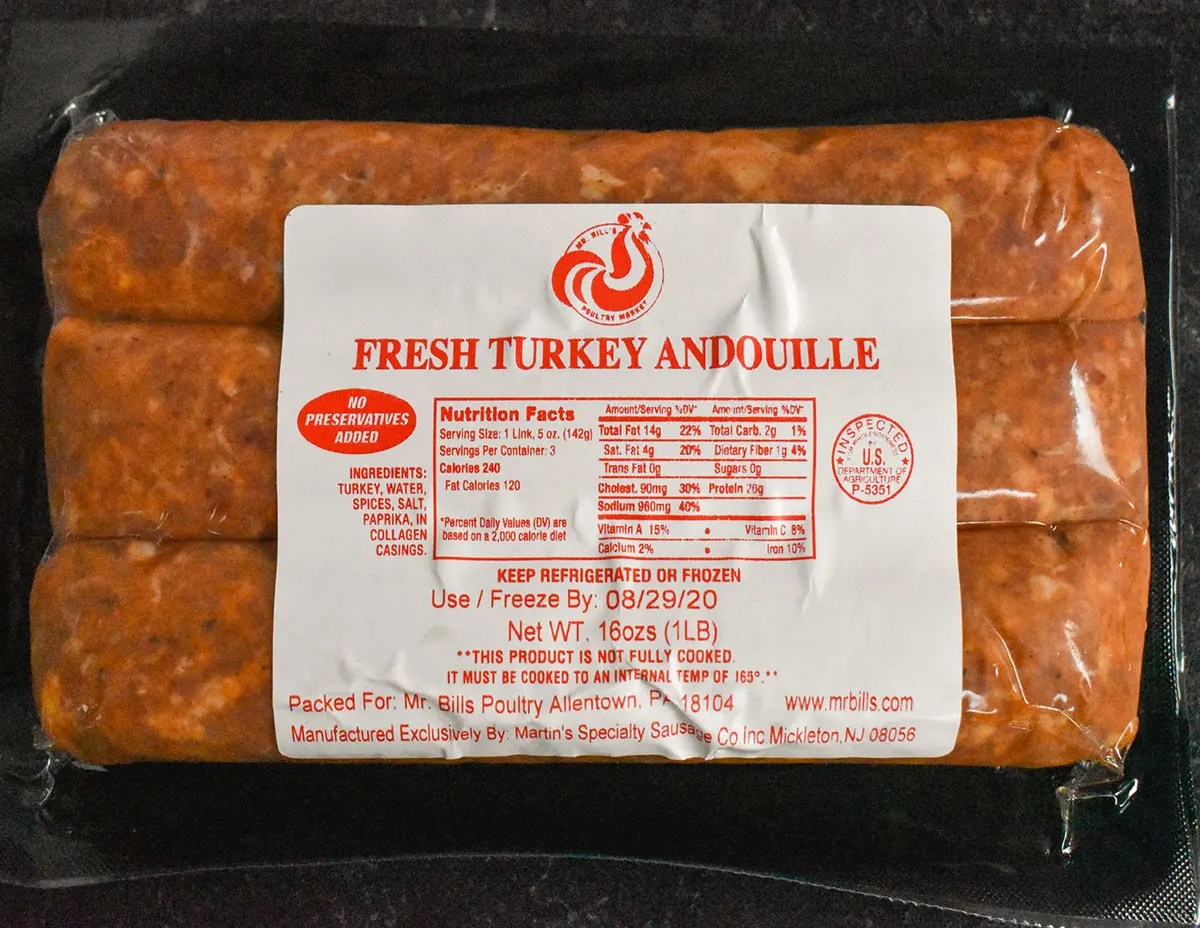 MR. BILL'S
POULTRY MARKET
FRESH TURKEY ANDOUILLE
NO
PRESERVATIVES
ADDED
INGREDIENTS:
TURKEY, WATER,
SPICES, SALT,
PAPRIKA, IN
COLLAGEN
CASINGS.
Nutrition Facts
Serving Size: 1 Link, 5 oz. (142g)
Servings Per Container: 3
Calories 240
Fat Calories 120
*Percent Daily Values (DV) are
based on a 2,000 calorie diet
Amount/Serving %DV* Amount/Serving %DV*
Total Fat 14g 22% Total Carb. 2g 1%
Sat. Fat 4g 20% Dietary Fiber 1g 4%
Trans Fat 0g Sugars 0g
Cholest. 90mg 30% Protein 26g
Sodium 960mg 40%
Vitamin A 15% • Vitamin C 8%
Calcium 2% • Iron 10%
INSPECTED
FOR WHOLESOMENESS
BY
U.S.
DEPARTMENT OF
AGRICULTURE
P-5351
KEEP REFRIGERATED OR FROZEN
Use / Freeze By: 08/29/20
Net WT. 16ozs (1LB)
**THIS PRODUCT IS NOT FULLY COOKED.
IT MUST BE COOKED TO AN INTERNAL TEMP OF 165°.**
Packed For: Mr. Bills Poultry Allentown, PA 18104 www.mrbills.com
Manufactured Exclusively By: Martin's Specialty Sausage Co Inc Mickleton, NJ 08056